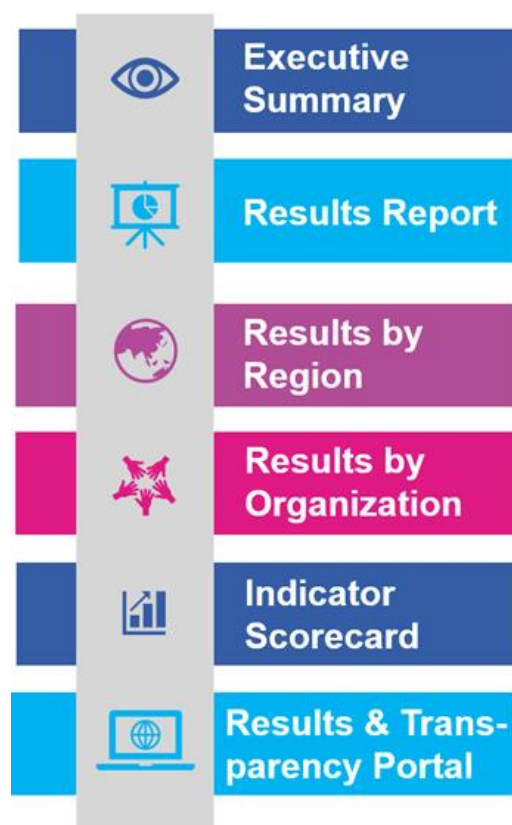 Executive
Summary
Results Report
Results by
Region
Results by
Organization
Indicator
Scorecard
Results & Trans-
parency Portal